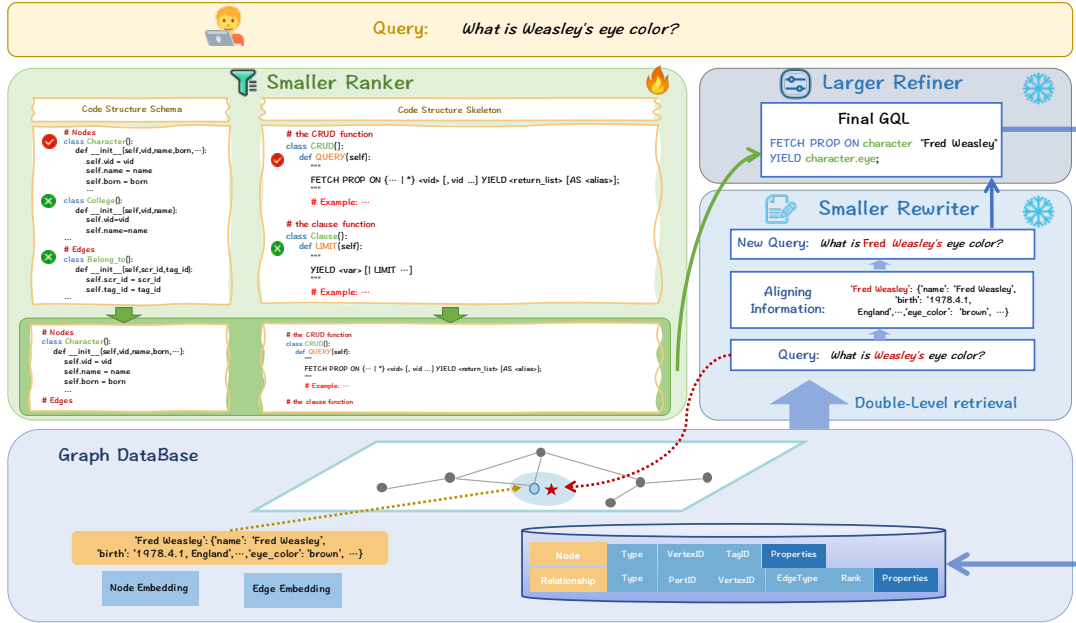 Query: What is Weasley's eye color?
Smaller Ranker
Code Structure Schema
# Nodes
class Character():
def __init__(self,vid,name,born,⋯):
self.vid = vid
self.name = name
self.born = born
⋯
class College():
def __init__(self,vid,name):
self.vid=vid
self.name=name
⋯
# Edges
class Belong_to():
def __init__(self,scr_id,tag_id):
self.scr_id = scr_id
self.tag_id = tag_id
⋯
Code Structure Skeleton
# the CRUD function
class CRUD():
def QUERY(self):
"""
FETCH PROP ON {⋯ | *} <vid> [, vid ...] YIELD <return_list> [AS <alias>];
"""
# Example: ⋯
# the clause function
class Clause():
def LIMIT(self):
"""
YIELD <var> [| LIMIT ⋯]
"""
# Example: ⋯
# Nodes
class Character():
def __init__(self,vid,name,born,⋯):
self.vid = vid
self.name = name
self.born = born
⋯
# Edges
# the CRUD function
class CRUD():
def QUERY(self):
"""
FETCH PROP ON {⋯ | *} <vid> [, vid ...] YIELD <return_list> [AS <alias>];
"""
# Example: ⋯
# the clause function
Larger Refiner
Final GQL
FETCH PROP ON character "Fred Weasley"
YIELD character.eye;
Smaller Rewriter
New Query: What is Fred Weasley's eye color?
Aligning
Information:
'Fred Weasley': {'name': 'Fred Weasley',
'birth': '1978.4.1,
England',⋯,'eye_color': 'brown', ⋯}
Query: What is Weasley's eye color?
Double-Level retrieval
Graph DataBase
'Fred Weasley': {'name': 'Fred Weasley',
'birth': '1978.4.1, England',⋯,'eye_color': 'brown', ⋯}
Node Embedding
Edge Embedding
Node Type VertexID TagID Properties
Relationship Type PartID VertexID EdgeType Rank Properties